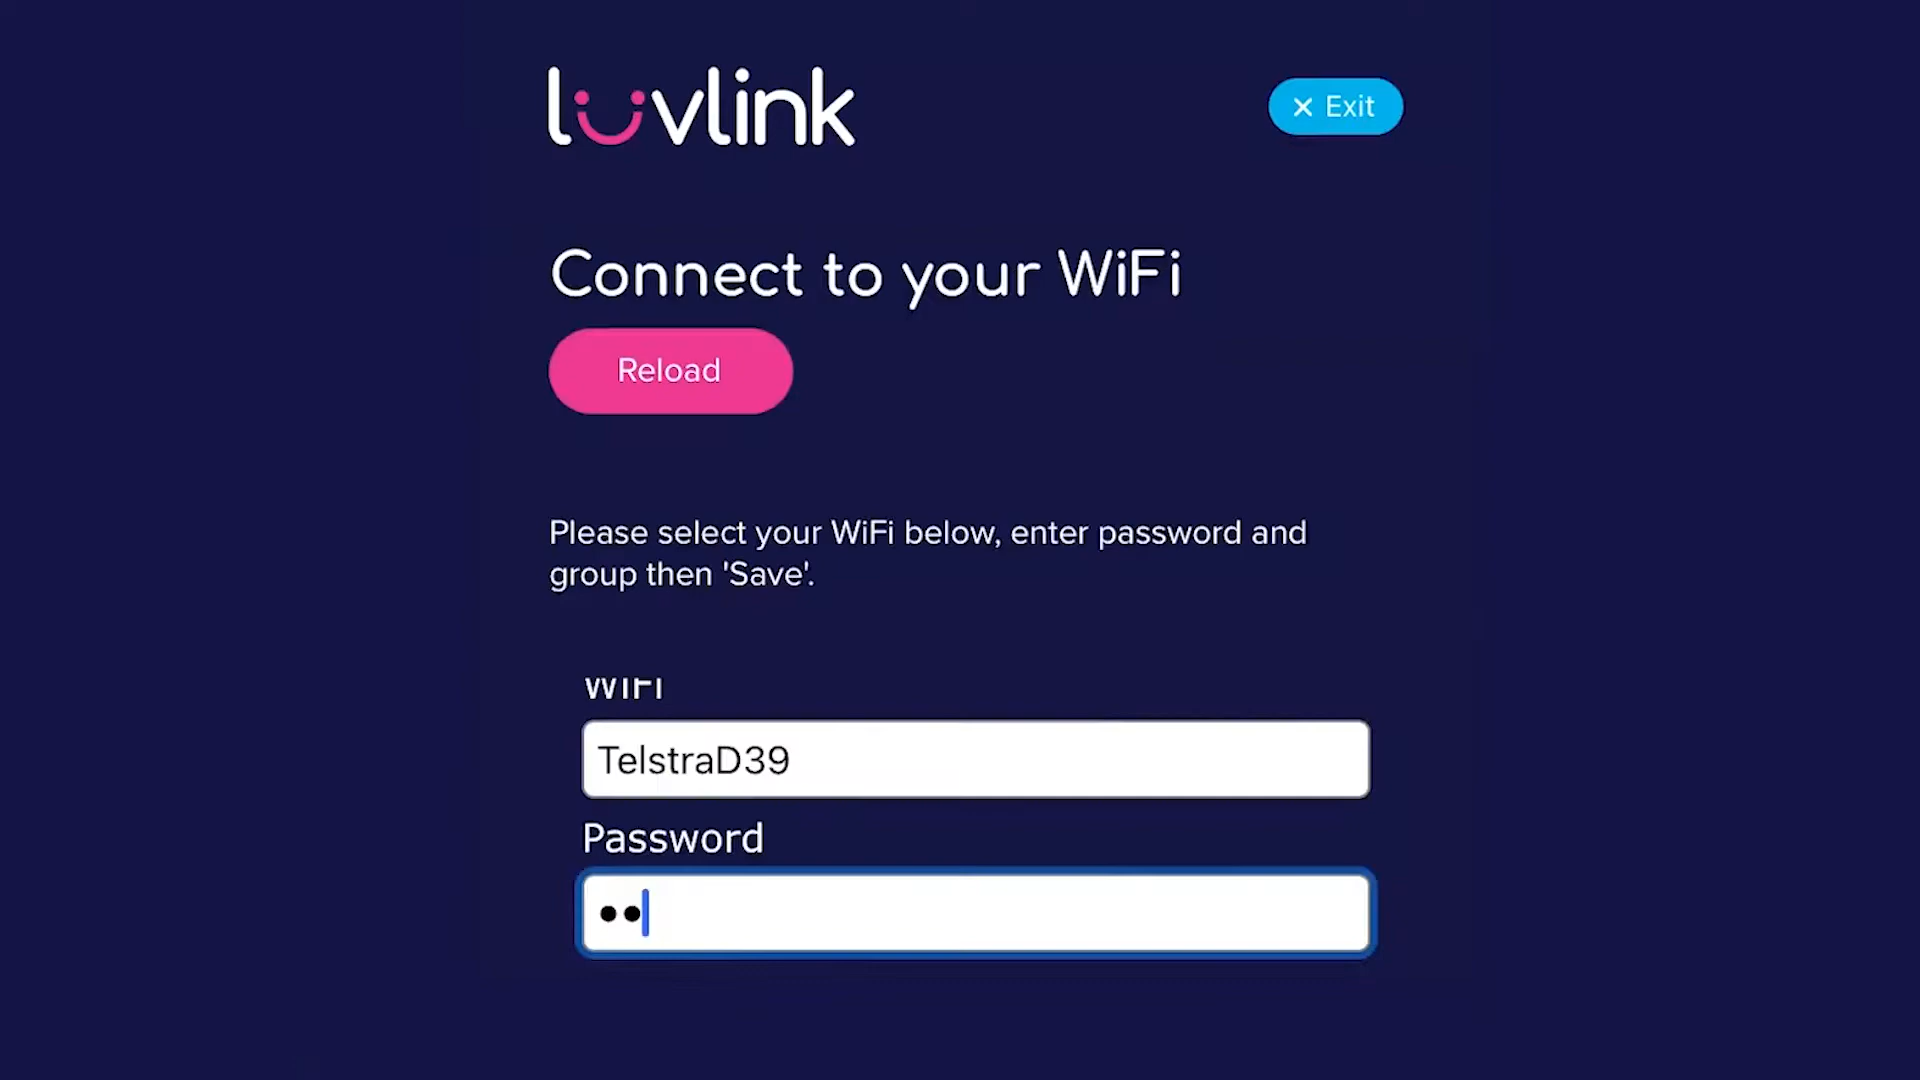 luvlink
× Exit
Connect to your WiFi
Reload
Please select your WiFi below, enter password and
group then 'Save'.
WiFi
TelstraD39
Password